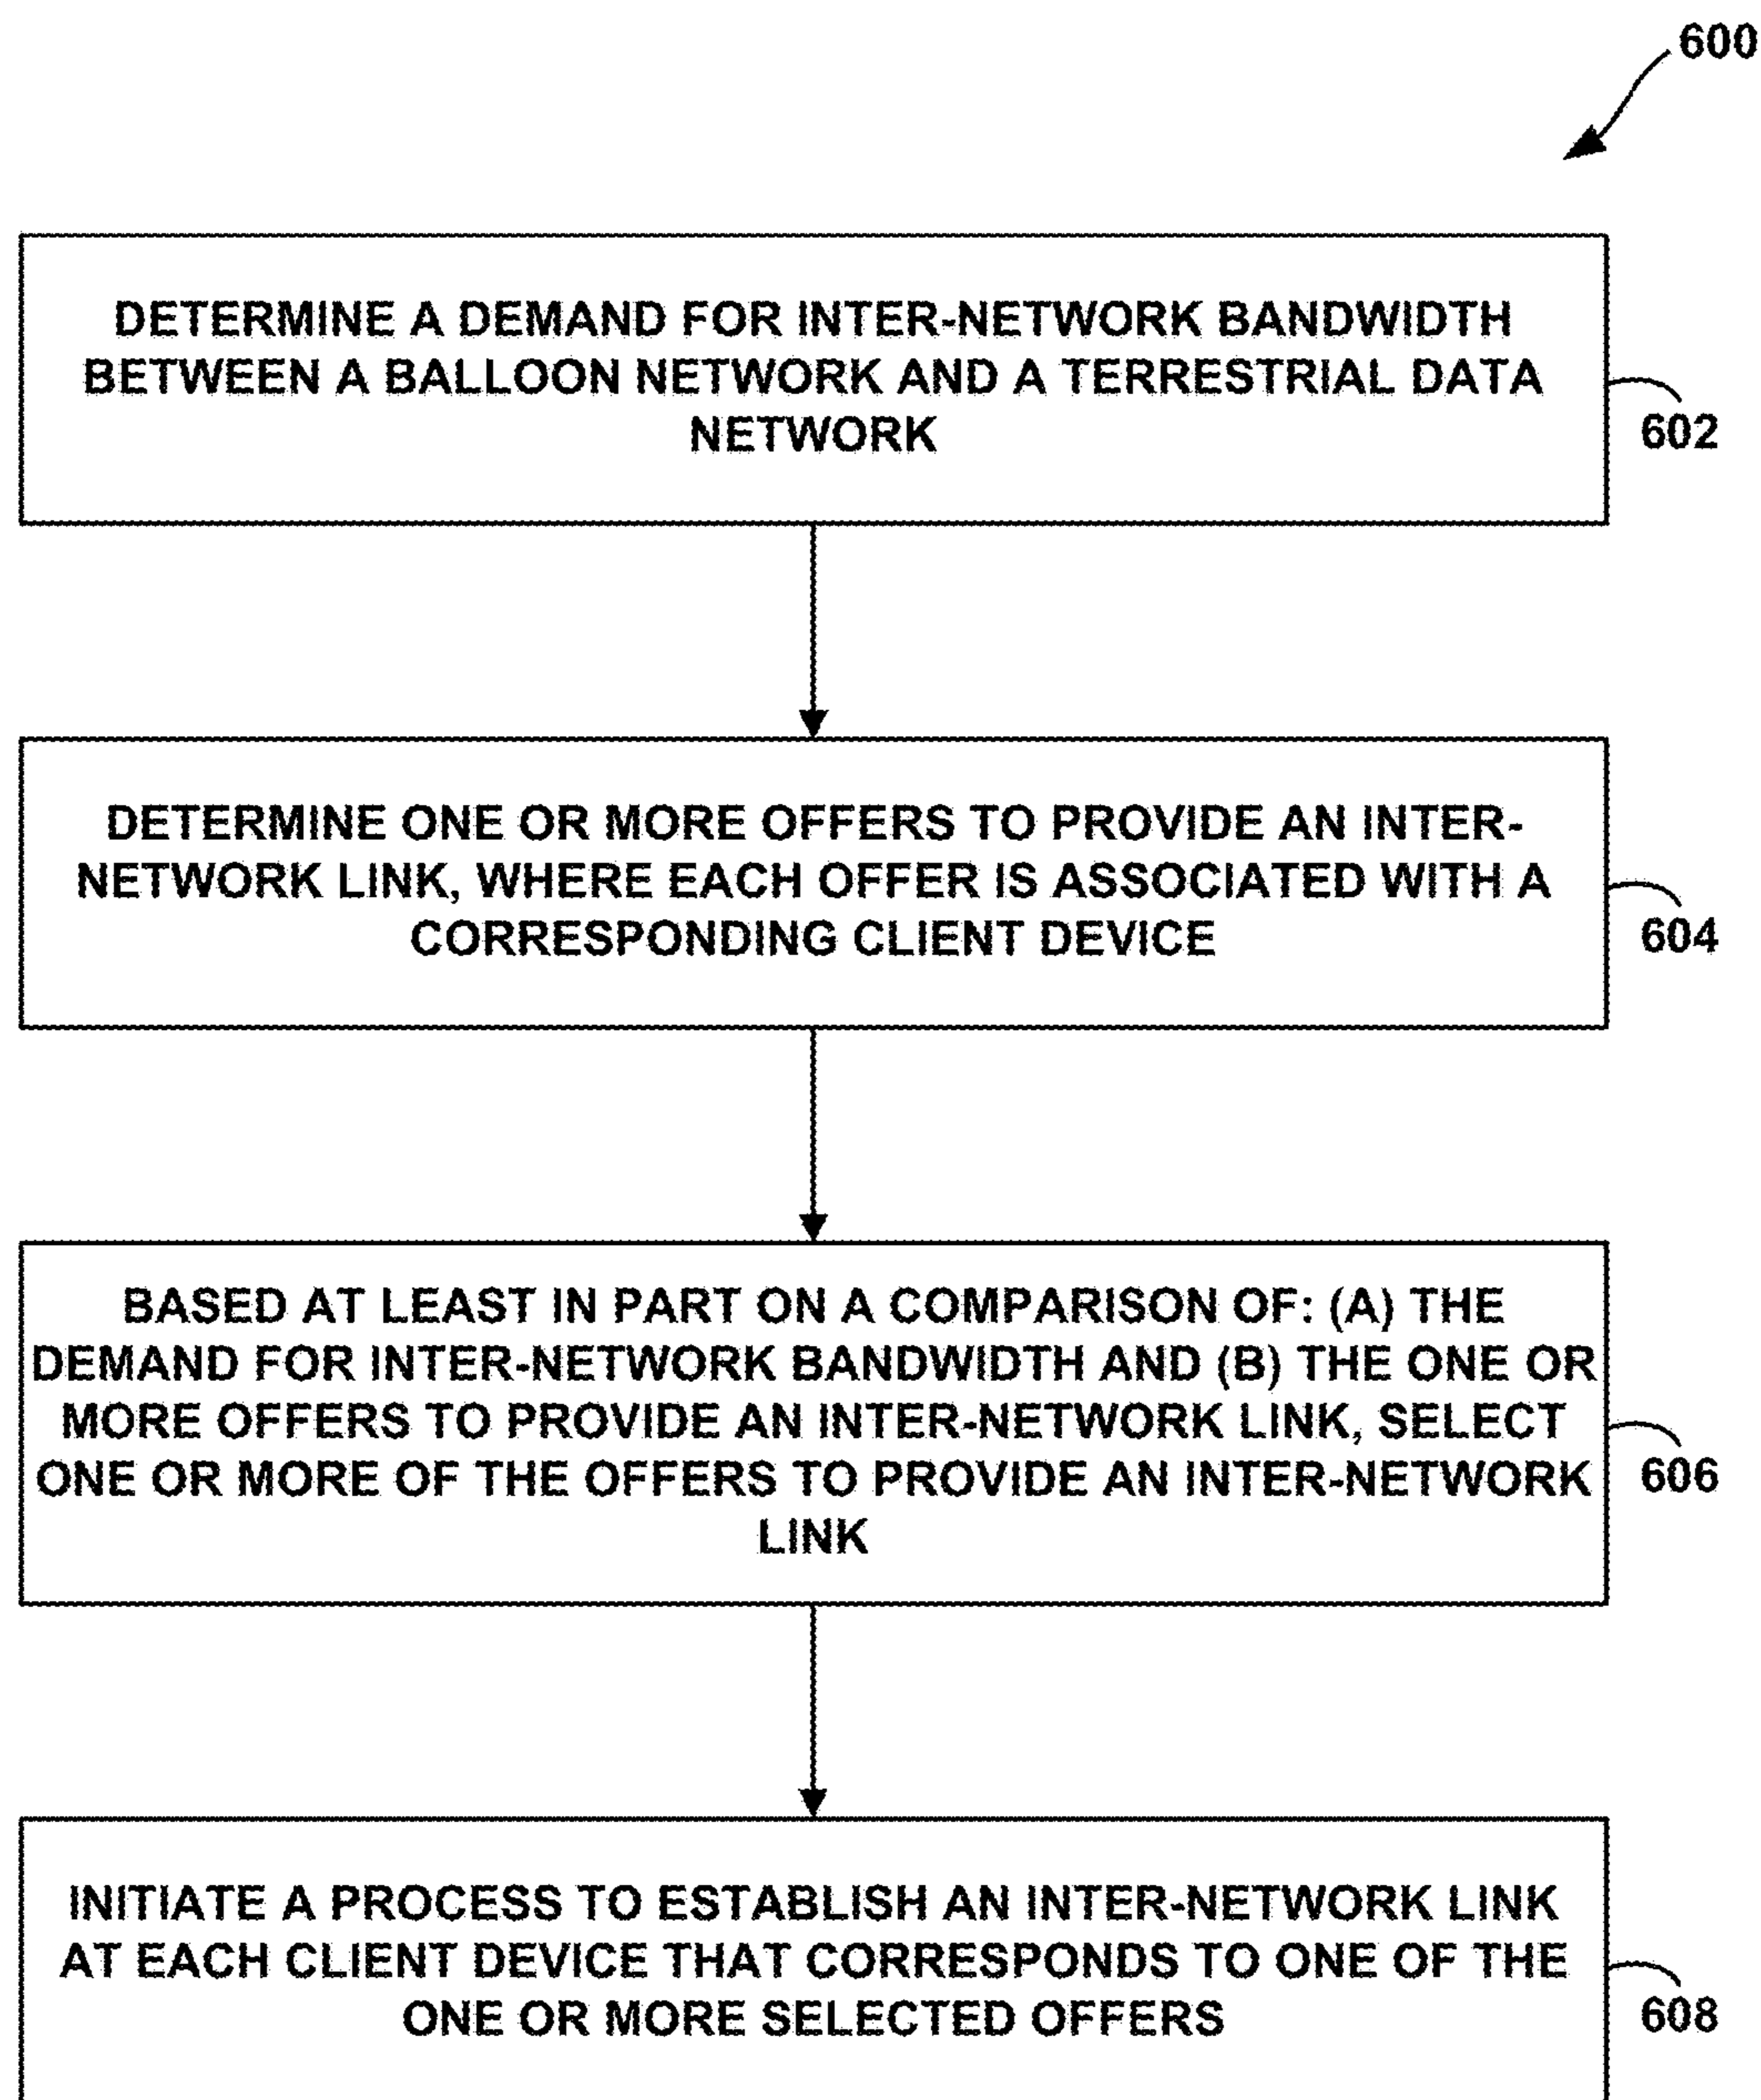 600
DETERMINE A DEMAND FOR INTER-NETWORK BANDWIDTH
BETWEEN A BALLOON NETWORK AND A TERRESTRIAL DATA
NETWORK
602
DETERMINE ONE OR MORE OFFERS TO PROVIDE AN INTER-
NETWORK LINK, WHERE EACH OFFER IS ASSOCIATED WITH A
CORRESPONDING CLIENT DEVICE
604
BASED AT LEAST IN PART ON A COMPARISON OF: (A) THE
DEMAND FOR INTER-NETWORK BANDWIDTH AND (B) THE ONE OR
MORE OFFERS TO PROVIDE AN INTER-NETWORK LINK, SELECT
ONE OR MORE OF THE OFFERS TO PROVIDE AN INTER-NETWORK
LINK
606
INITIATE A PROCESS TO ESTABLISH AN INTER-NETWORK LINK
AT EACH CLIENT DEVICE THAT CORRESPONDS TO ONE OF THE
ONE OR MORE SELECTED OFFERS
608